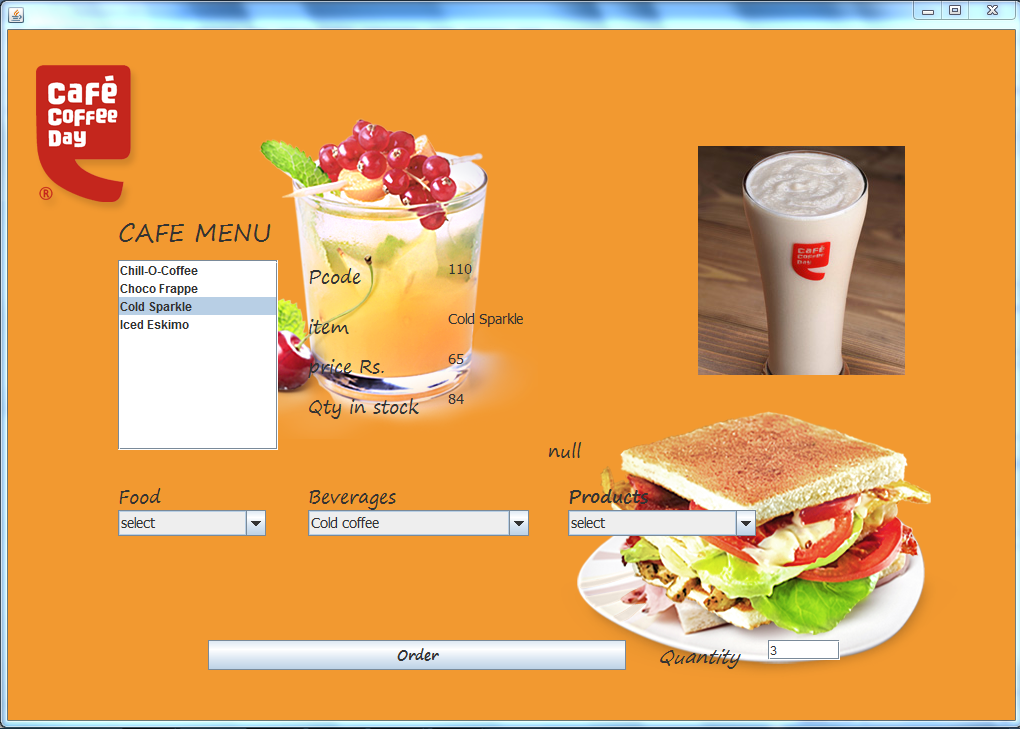 Café
Coffee
Day
®
Café
Coffee
Day
CAFE MENU
Chill-O-Coffee
Choco Frappe
Cold Sparkle
Iced Eskimo
Pcode 110
item Cold Sparkle
price Rs. 65
Qty in stock 84
null
Food Beverages Products
select Cold coffee select
Order Quantity 3